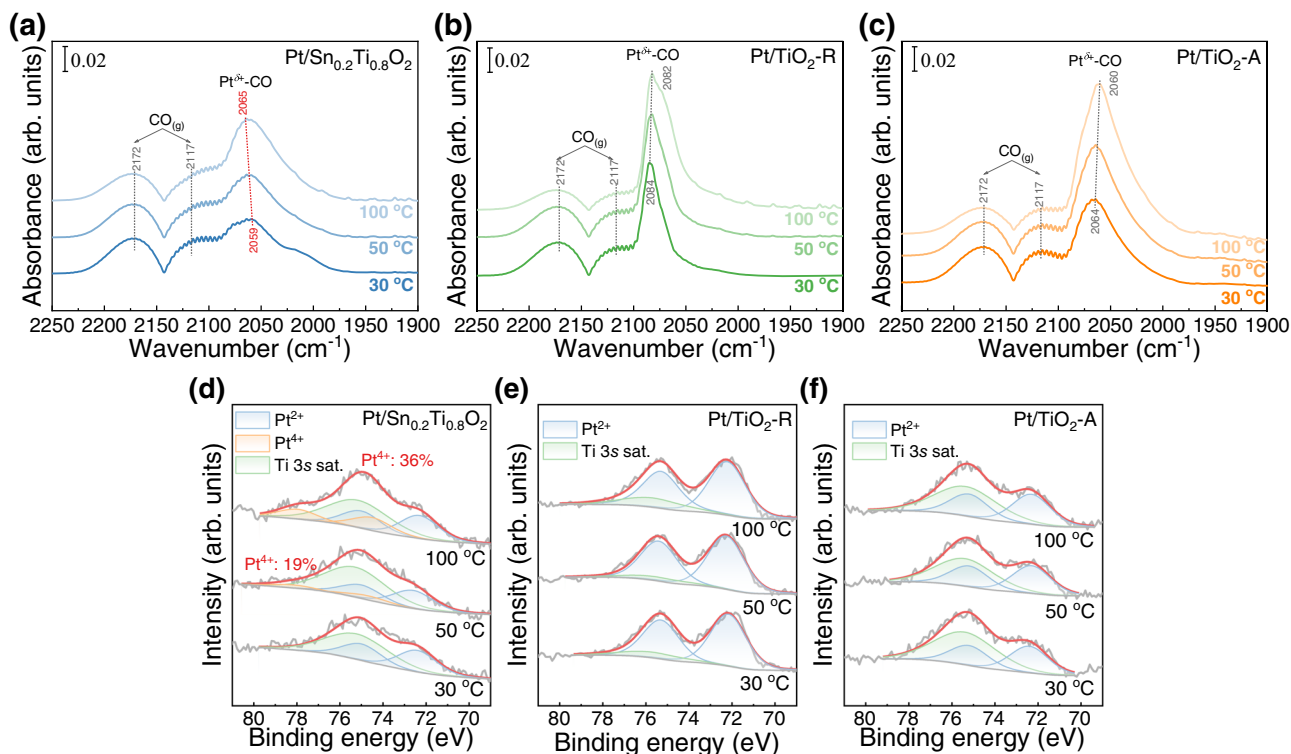 (a)
0.02
Pt/Sn0.2Ti0.8O2
Ptδ+-CO
2065
CO(g)
2172
2117
100 °C
50 °C
2059
30 °C
Absorbance (arb. units)
2250 2200 2150 2100 2050 2000 1950 1900
Wavenumber (cm-1)
(b)
0.02
Pt/TiO2-R
Ptδ+-CO
2082
CO(g)
2172
2117
2084
100 °C
50 °C
30 °C
Absorbance (arb. units)
2250 2200 2150 2100 2050 2000 1950 1900
Wavenumber (cm-1)
(c)
0.02
Pt/TiO2-A
Ptδ+-CO
2060
CO(g)
2172
2117
2064
100 °C
50 °C
30 °C
Absorbance (arb. units)
2250 2200 2150 2100 2050 2000 1950 1900
Wavenumber (cm-1)
(d)
Pt2+
Pt4+
Ti 3s sat.
Pt/Sn0.2Ti0.8O2
Pt4+: 36%
100 °C
Pt4+: 19%
50 °C
30 °C
Intensity (arb. units)
80 78 76 74 72 70
Binding energy (eV)
(e)
Pt2+
Ti 3s sat.
Pt/TiO2-R
100 °C
50 °C
30 °C
Intensity (arb. units)
80 78 76 74 72 70
Binding energy (eV)
(f)
Pt2+
Ti 3s sat.
Pt/TiO2-A
100 °C
50 °C
30 °C
Intensity (arb. units)
80 78 76 74 72 70
Binding energy (eV)